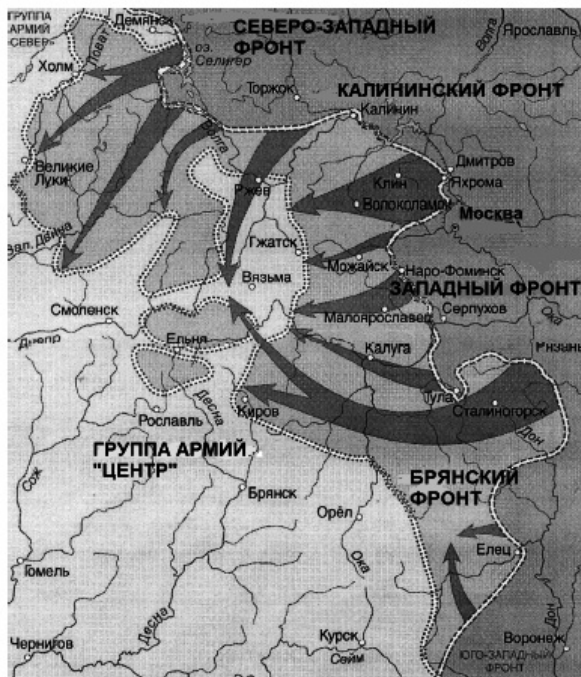 ГРУППА
АРМИЙ
«СЕВЕР»
Демянск
СЕВЕРО-ЗАПАДНЫЙ
ФРОНТ
Ярославль
Ловат
оз.
Селигер
Волга
Холм
Торжок
КАЛИНИНСКИЙ ФРОНТ
Калинин
Великие
Луки
Волга
Дмитров
Яхрома
Клин
Ржев
Волоколамск
Москва
Зап. Двина
Гжатск
Можайск
Наро-Фоминск
Вязьма
ЗАПАДНЫЙ ФРОНТ
Смоленск
Малоярославец
Серпухов
Ока
Днепр
Ельня
Калуга
Рязань
Тула
Сталиногорск
Рославль
Десна
Киров
Дон
ГРУППА АРМИЙ
"ЦЕНТР"
БРЯНСКИЙ
ФРОНТ
Сож
Брянск
Орёл
Елец
Ока
Гомель
Десна
Дон
Чернигов
Курск
Сейм
Воронеж
ЮГО-ЗАПАДНЫЙ
ФРОНТ